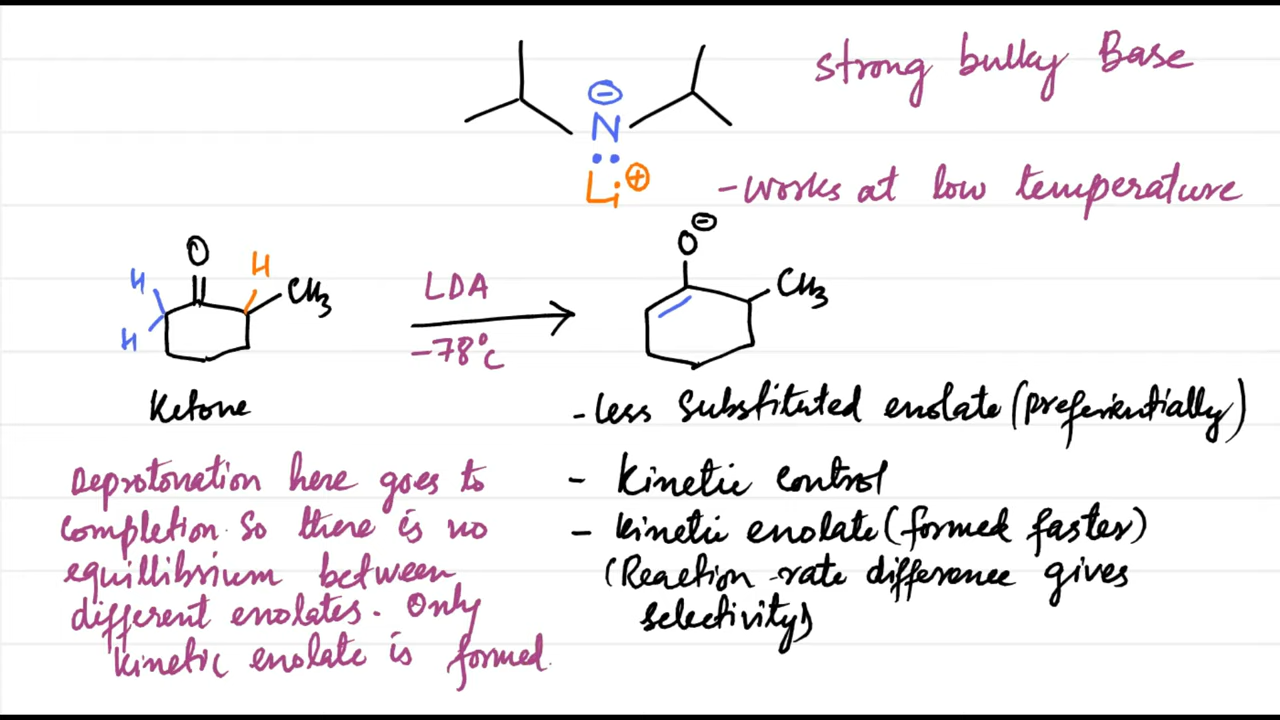 strong bulky Base
⊖
N
Li⊕
-works at low temperature
O⊖
O
H
H
CH3
LDA
CH3
H
-78°C
Ketone
-less substituted enolate (preferientially)
- kinetic control
- kinetic enolate (formed faster)
(Reaction rate difference gives
selectivity)
Deprotonation here goes to
completion. So there is no
equillibrium between
different enolates. Only
kinetic enolate is formed.